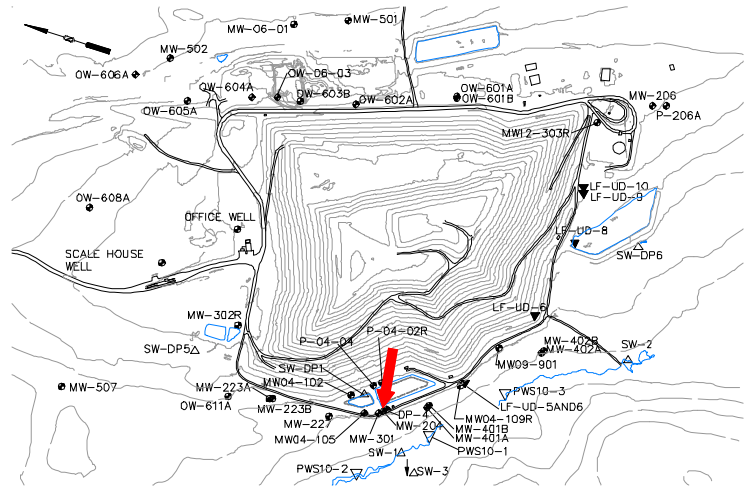 MW-06-01
MW-501
MW-502
OW-606A
OW-06-03
OW-604A
OW-603B
OW-605A
OW-602A
OW-601A
OW-601B
MW-206
P-206A
MW12-303R
LF-UD-10
LF-UD-9
OW-608A
OFFICE WELL
LF-UD-8
SW-DP6
SCALE HOUSE
WELL
LF-UD-6
MW-302R
P-04-04
P-04-02R
SW-DP5
SW-DP1
MW-402B
MW-402A
SW-2
MW09-901
MW04-102
MW-507
MW-223A
OW-611A
MW-223B
PWS10-3
LF-UD-5AND6
MW-227
DP-4
MW-204
MW04-109R
MW-401B
MW-401A
MW04-105
MW-301
SW-1
PWS10-1
PWS10-2
SW-3